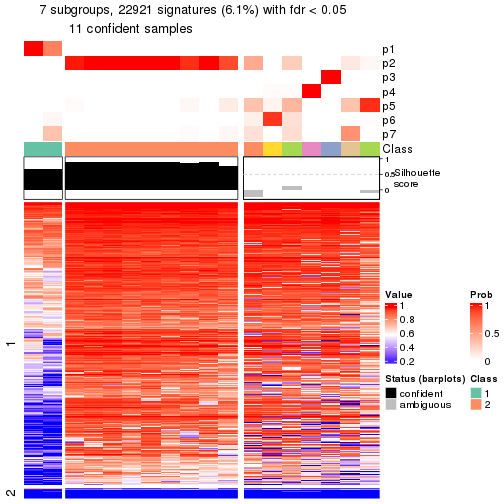 7 subgroups, 22921 signatures (6.1%) with fdr < 0.05
11 confident samples
p1
p2
p3
p4
p5
p6
p7
Class
1
0.5
0
Silhouette
score
1
2
Value
1
0.8
0.6
0.4
0.2
Prob
1
0.5
0
Status (barplots)
confident
ambiguous
Class
1
2